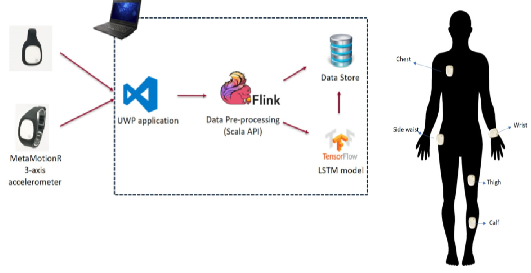 MetaMotionR
3-axis
accelerometer
UWP application
Flink
Data Pre-processing
(Scala API)
Data Store
TensorFlow
LSTM model
Chest
Side waist
Wrist
Thigh
Calf